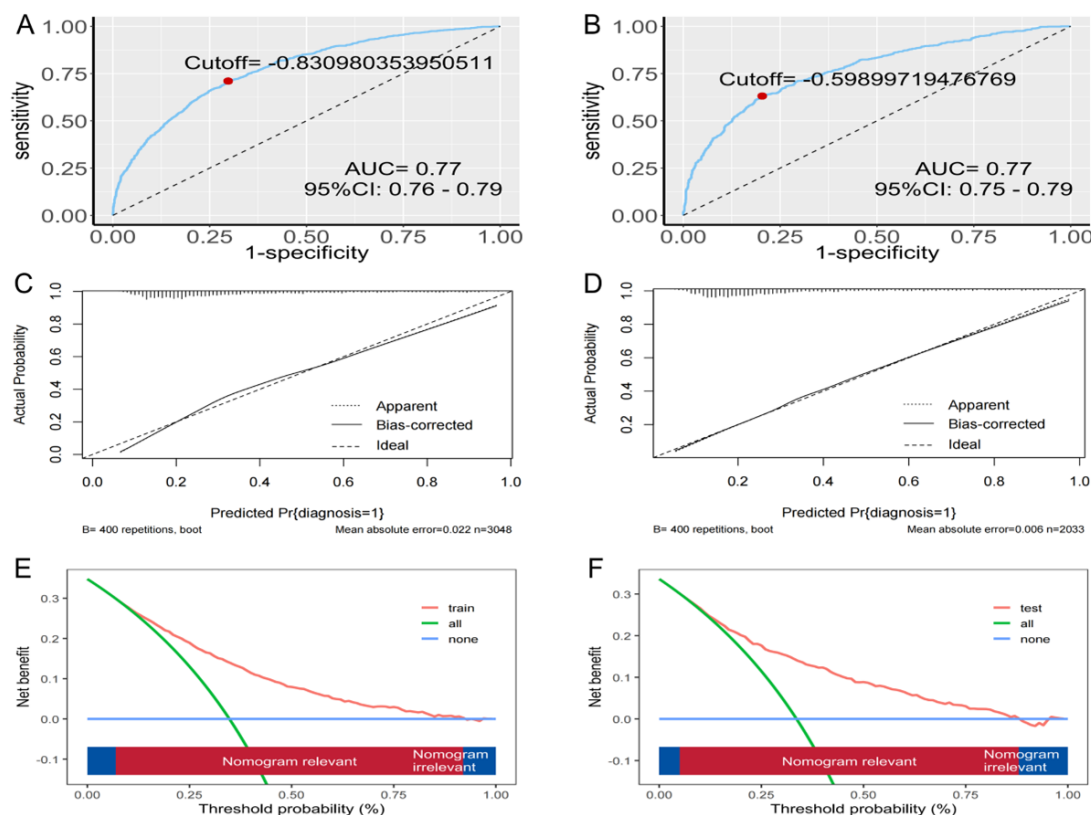 A
1.00
0.75
0.50
0.25
0.00
sensitivity
Cutoff= -0.830980353950511
AUC= 0.77
95%CI: 0.76 - 0.79
0.00 0.25 0.50 0.75 1.00
1-specificity
B
1.00
0.75
0.50
0.25
0.00
sensitivity
Cutoff= -0.59899719476769
AUC= 0.77
95%CI: 0.75 - 0.79
0.00 0.25 0.50 0.75 1.00
1-specificity
C
1.0
0.8
0.6
0.4
0.2
0.0
Actual Probability
Apparent
Bias-corrected
Ideal
0.0 0.2 0.4 0.6 0.8 1.0
Predicted Pr{diagnosis=1}
B= 400 repetitions, boot Mean absolute error=0.022 n=3048
D
1.0
0.8
0.6
0.4
0.2
Actual Probability
Apparent
Bias-corrected
Ideal
0.2 0.4 0.6 0.8 1.0
Predicted Pr{diagnosis=1}
B= 400 repetitions, boot Mean absolute error=0.006 n=2033
E
0.3
0.2
0.1
0.0
-0.1
Net benefit
train
all
none
Nomogram relevant
Nomogram
irrelevant
0.00 0.25 0.50 0.75 1.00
Threshold probability (%)
F
0.3
0.2
0.1
0.0
-0.1
Net benefit
test
all
none
Nomogram relevant
Nomogram
irrelevant
0.00 0.25 0.50 0.75 1.00
Threshold probability (%)